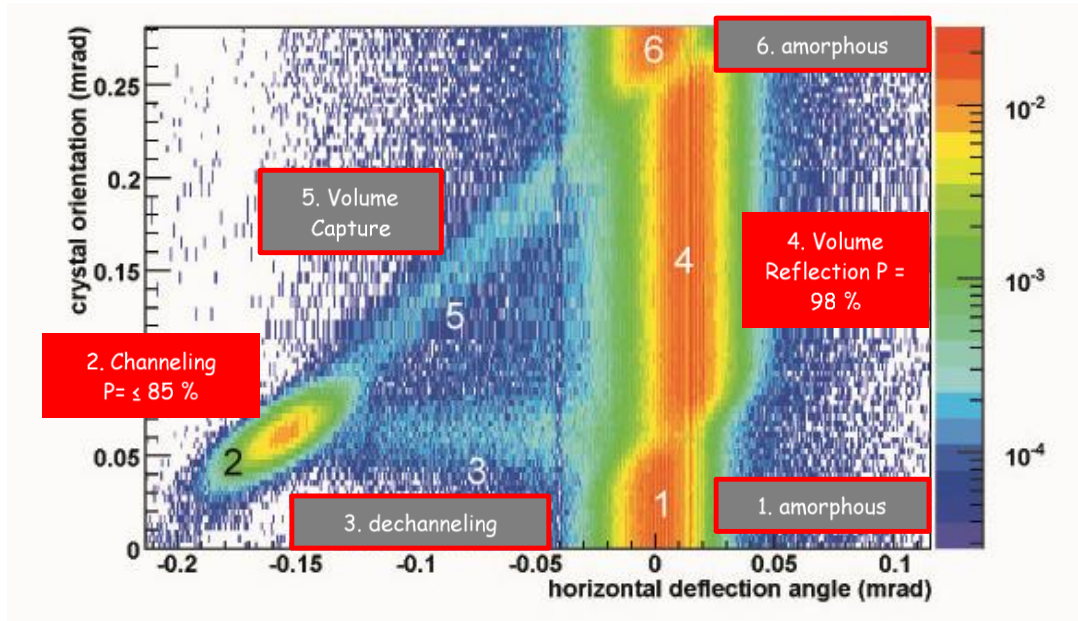 crystal orientation (mrad)
0.25
0.2
0.15
0.05
0
6
6. amorphous
5. Volume
Capture
4
4. Volume
Reflection P =
98 %
5
2. Channeling
P= ≤ 85 %
2
3
3. dechanneling
1
1. amorphous
10-2
10-3
10-4
-0.2
-0.15
-0.1
-0.05
0
0.05
0.1
horizontal deflection angle (mrad)